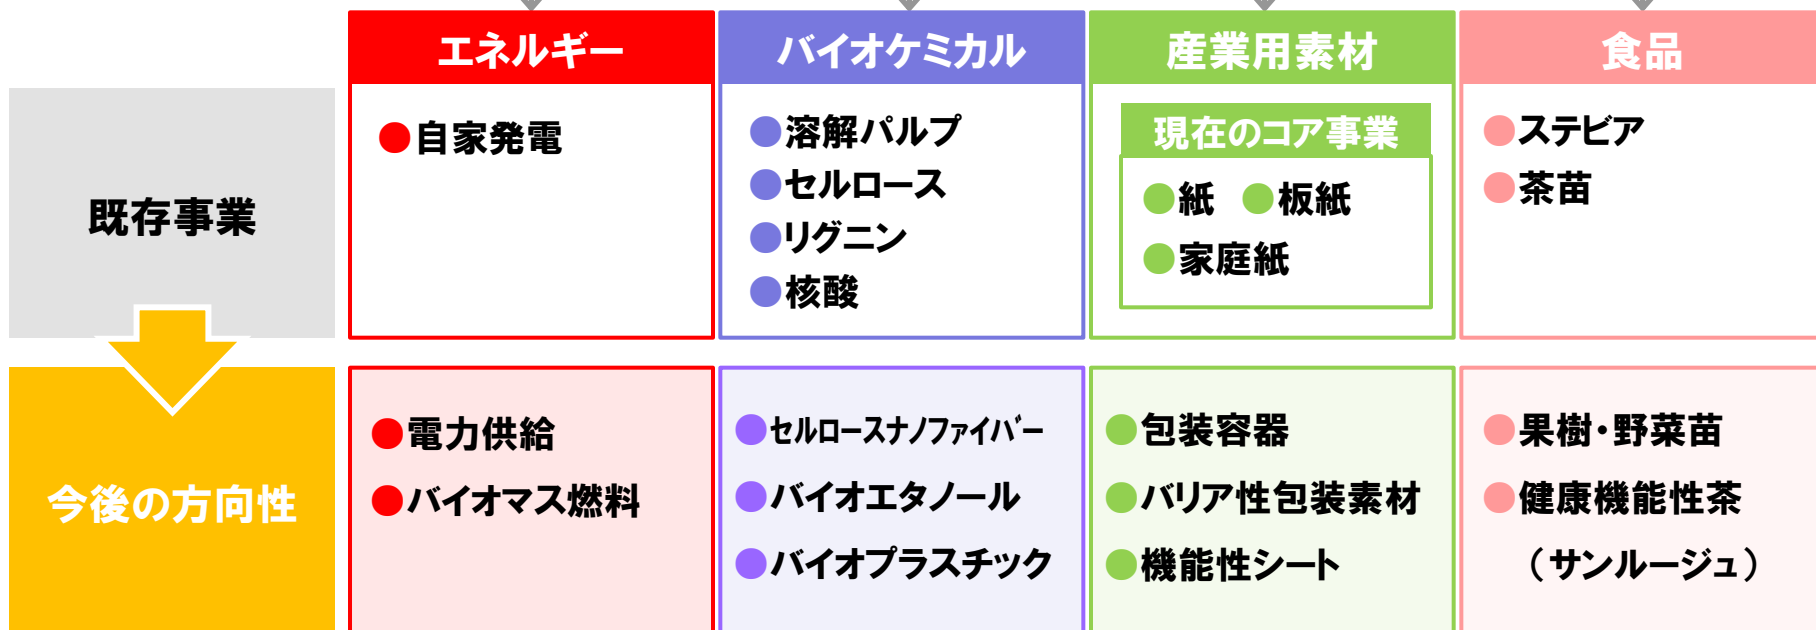 エネルギー
バイオケミカル
産業用素材
食品
既存事業
●自家発電
●溶解パルプ
●セルロース
●リグニン
●核酸
現在のコア事業
●紙 ●板紙
●家庭紙
●ステビア
●茶苗
今後の方向性
●電力供給
●バイオマス燃料
●セルロースナノファイバー
●バイオエタノール
●バイオプラスチック
●包装容器
●バリア性包装素材
●機能性シート
●果樹・野菜苗
●健康機能性茶
（サンルージュ）